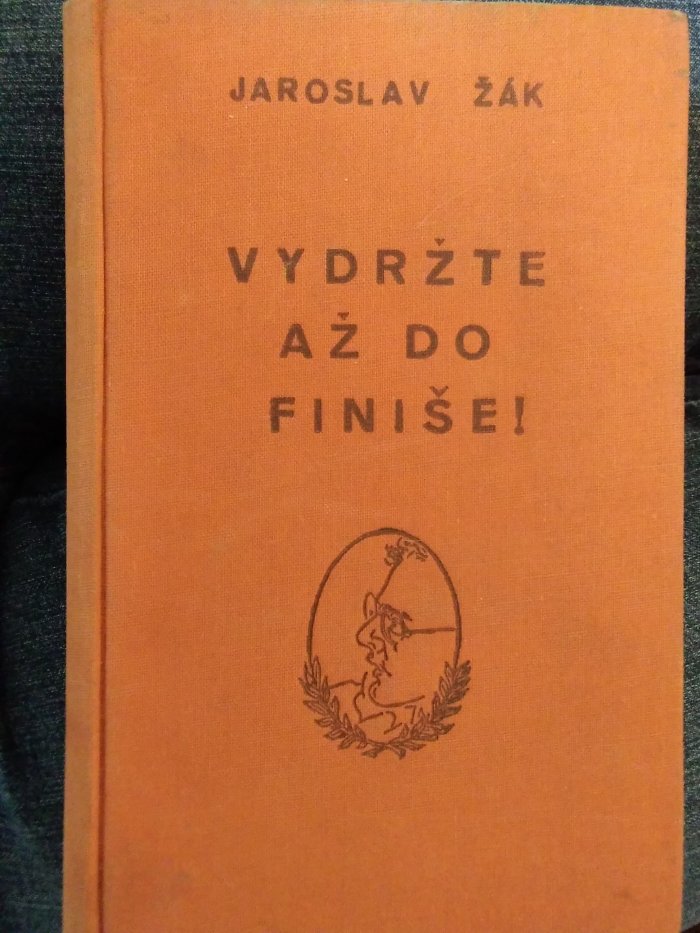 JAROSLAV ŽÁK
VYDRŽTE
AŽ DO
FINIŠE!